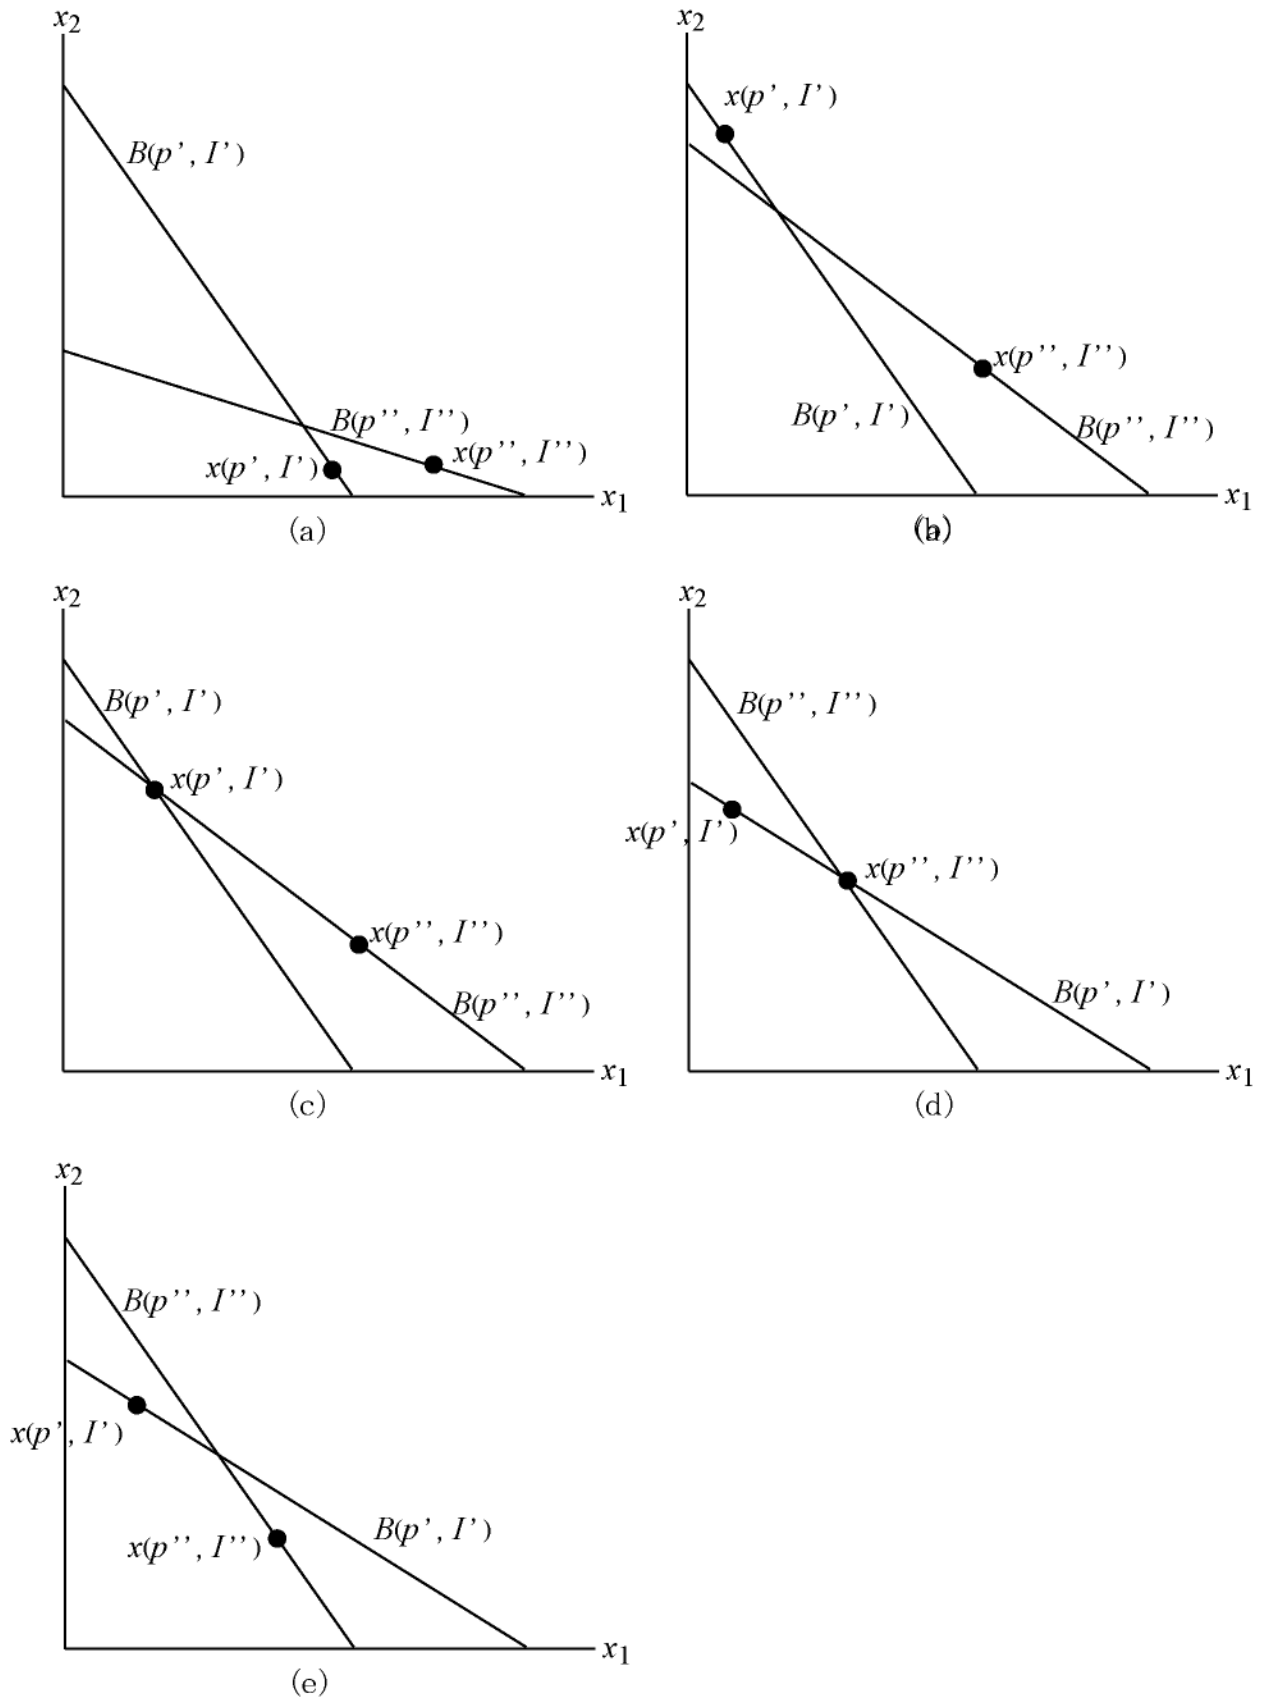 x2
x2
x(p’, I’)
B(p’, I’)
x(p’’, I’’)
B(p’’, I’’)
x(p’’, I’’)
B(p’, I’)
B(p’’, I’’)
x(p’, I’)
x1
x1
(a)
(b)
x2
x2
B(p’, I’)
B(p’’, I’’)
x(p’, I’)
x(p’, I’)
x(p’’, I’’)
x(p’’, I’’)
B(p’’, I’’)
B(p’, I’)
x1
x1
(c)
(d)
x2
B(p’’, I’’)
x(p’, I’)
B(p’, I’)
x(p’’, I’’)
x1
(e)